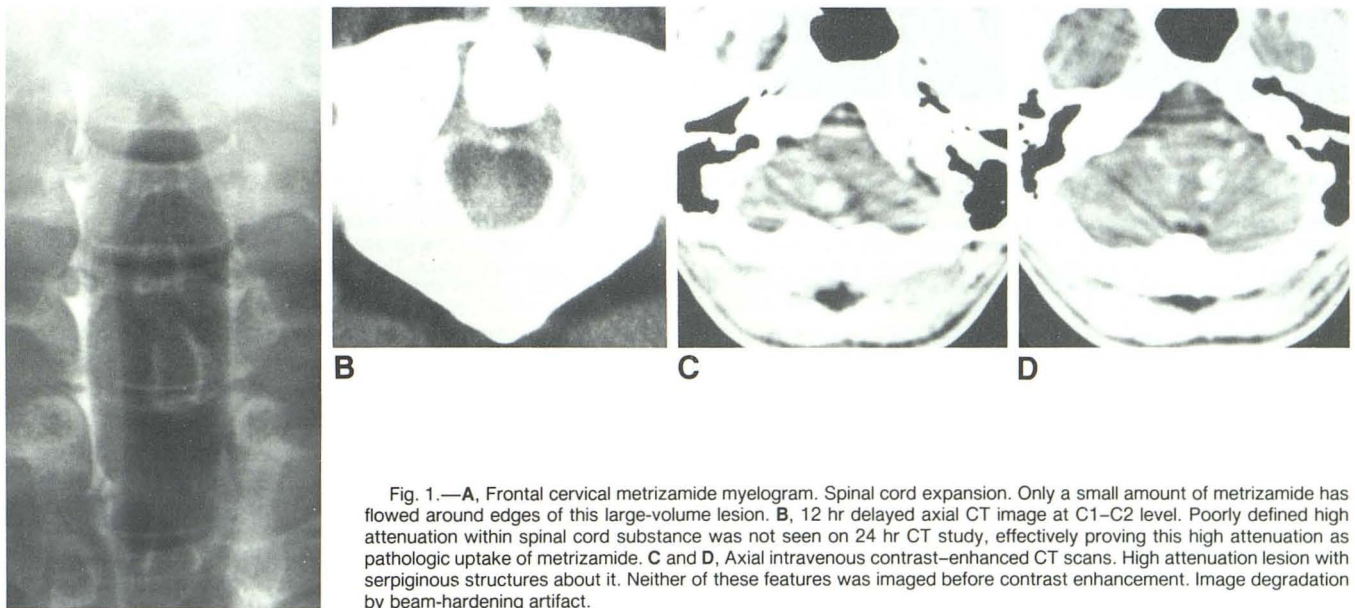 B
C
D
Fig. 1.—A, Frontal cervical metrizamide myelogram. Spinal cord expansion. Only a small amount of metrizamide has
flowed around edges of this large-volume lesion. B, 12 hr delayed axial CT image at C1–C2 level. Poorly defined high
attenuation within spinal cord substance was not seen on 24 hr CT study, effectively proving this high attenuation as
pathologic uptake of metrizamide. C and D, Axial intravenous contrast–enhanced CT scans. High attenuation lesion with
serpiginous structures about it. Neither of these features was imaged before contrast enhancement. Image degradation
by beam-hardening artifact.